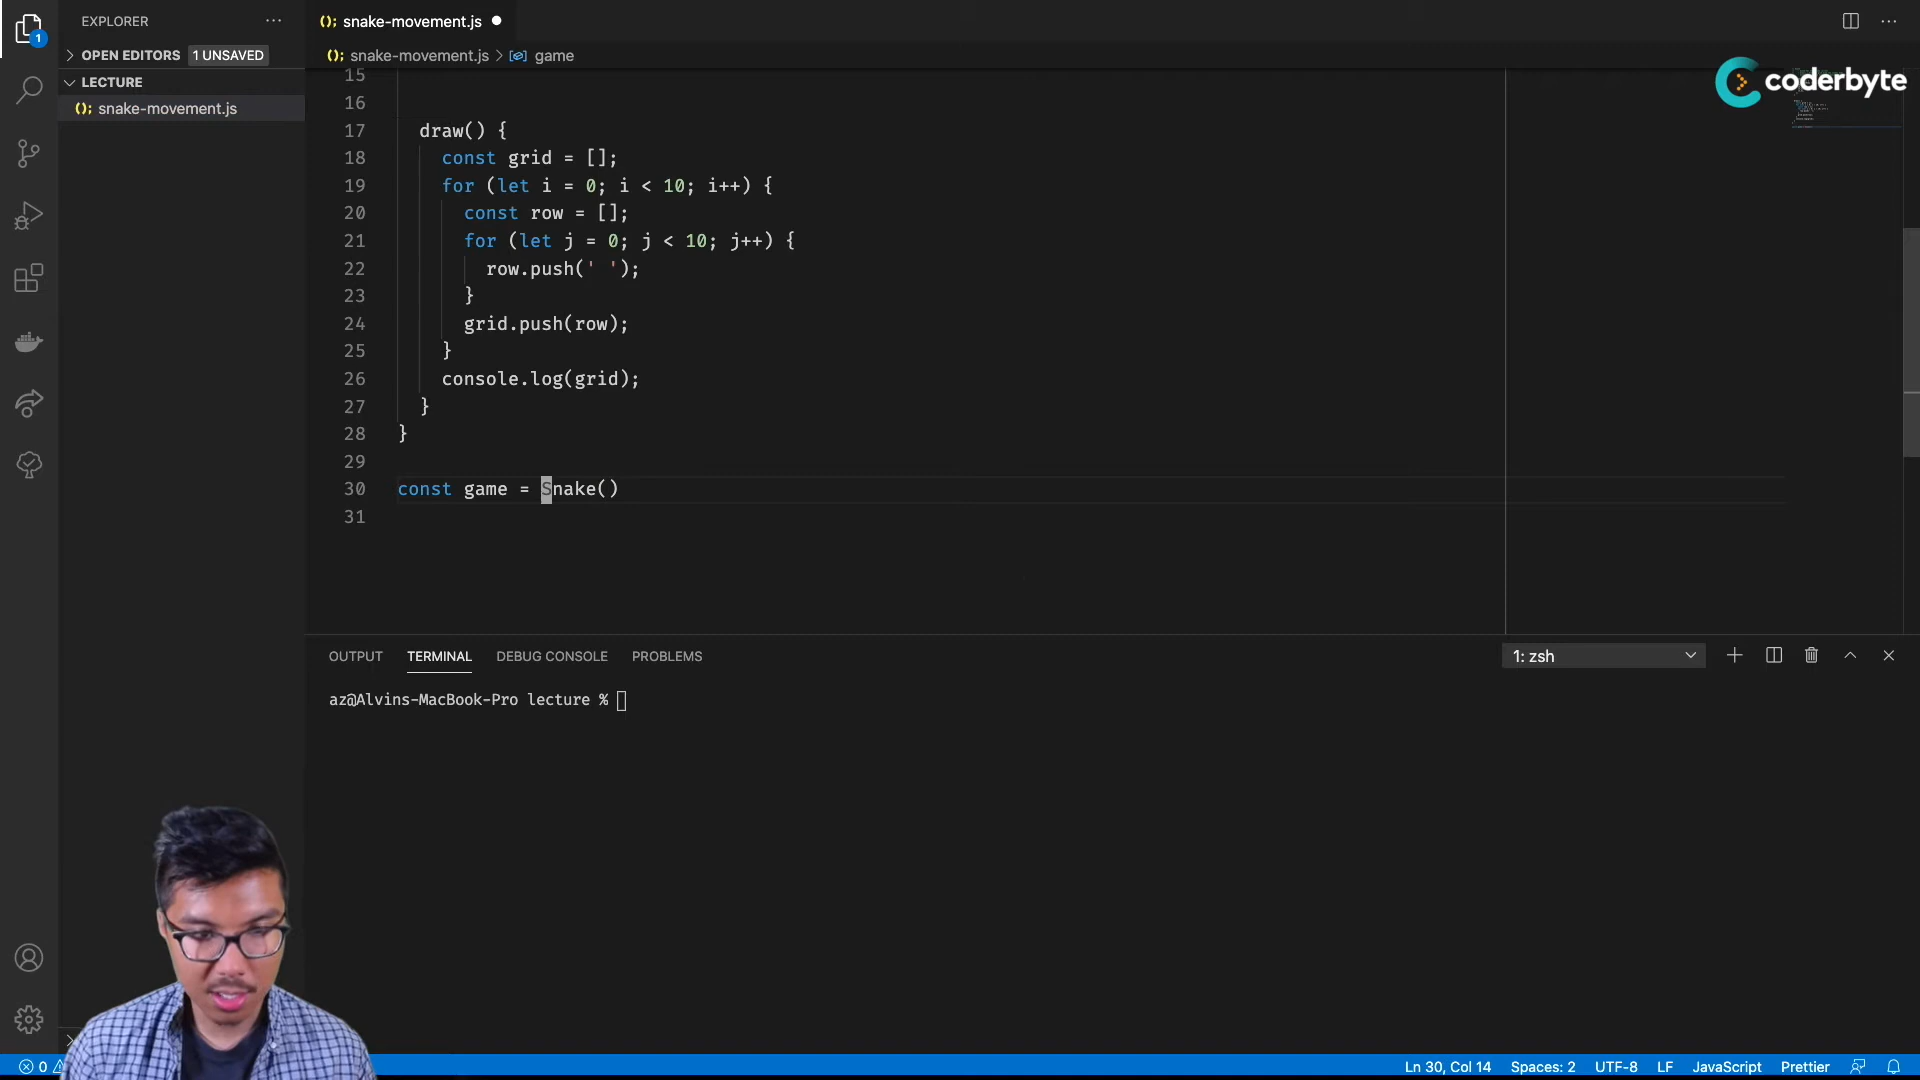 EXPLORER
snake-movement.js
OPEN EDITORS 1 UNSAVED
snake-movement.js > game
LECTURE
snake-movement.js
1
coderbyte
15
16
17 draw() {
18 const grid = [];
19 for (let i = 0; i < 10; i++) {
20 const row = [];
21 for (let j = 0; j < 10; j++) {
22 row.push(' ');
23 }
24 grid.push(row);
25 }
26 console.log(grid);
27 }
28 }
29
30 const game = Snake()
31
OUTPUT TERMINAL DEBUG CONSOLE PROBLEMS 1: zsh
az@Alvins-MacBook-Pro lecture %
0 Ln 30, Col 14 Spaces: 2 UTF-8 LF JavaScript Prettier